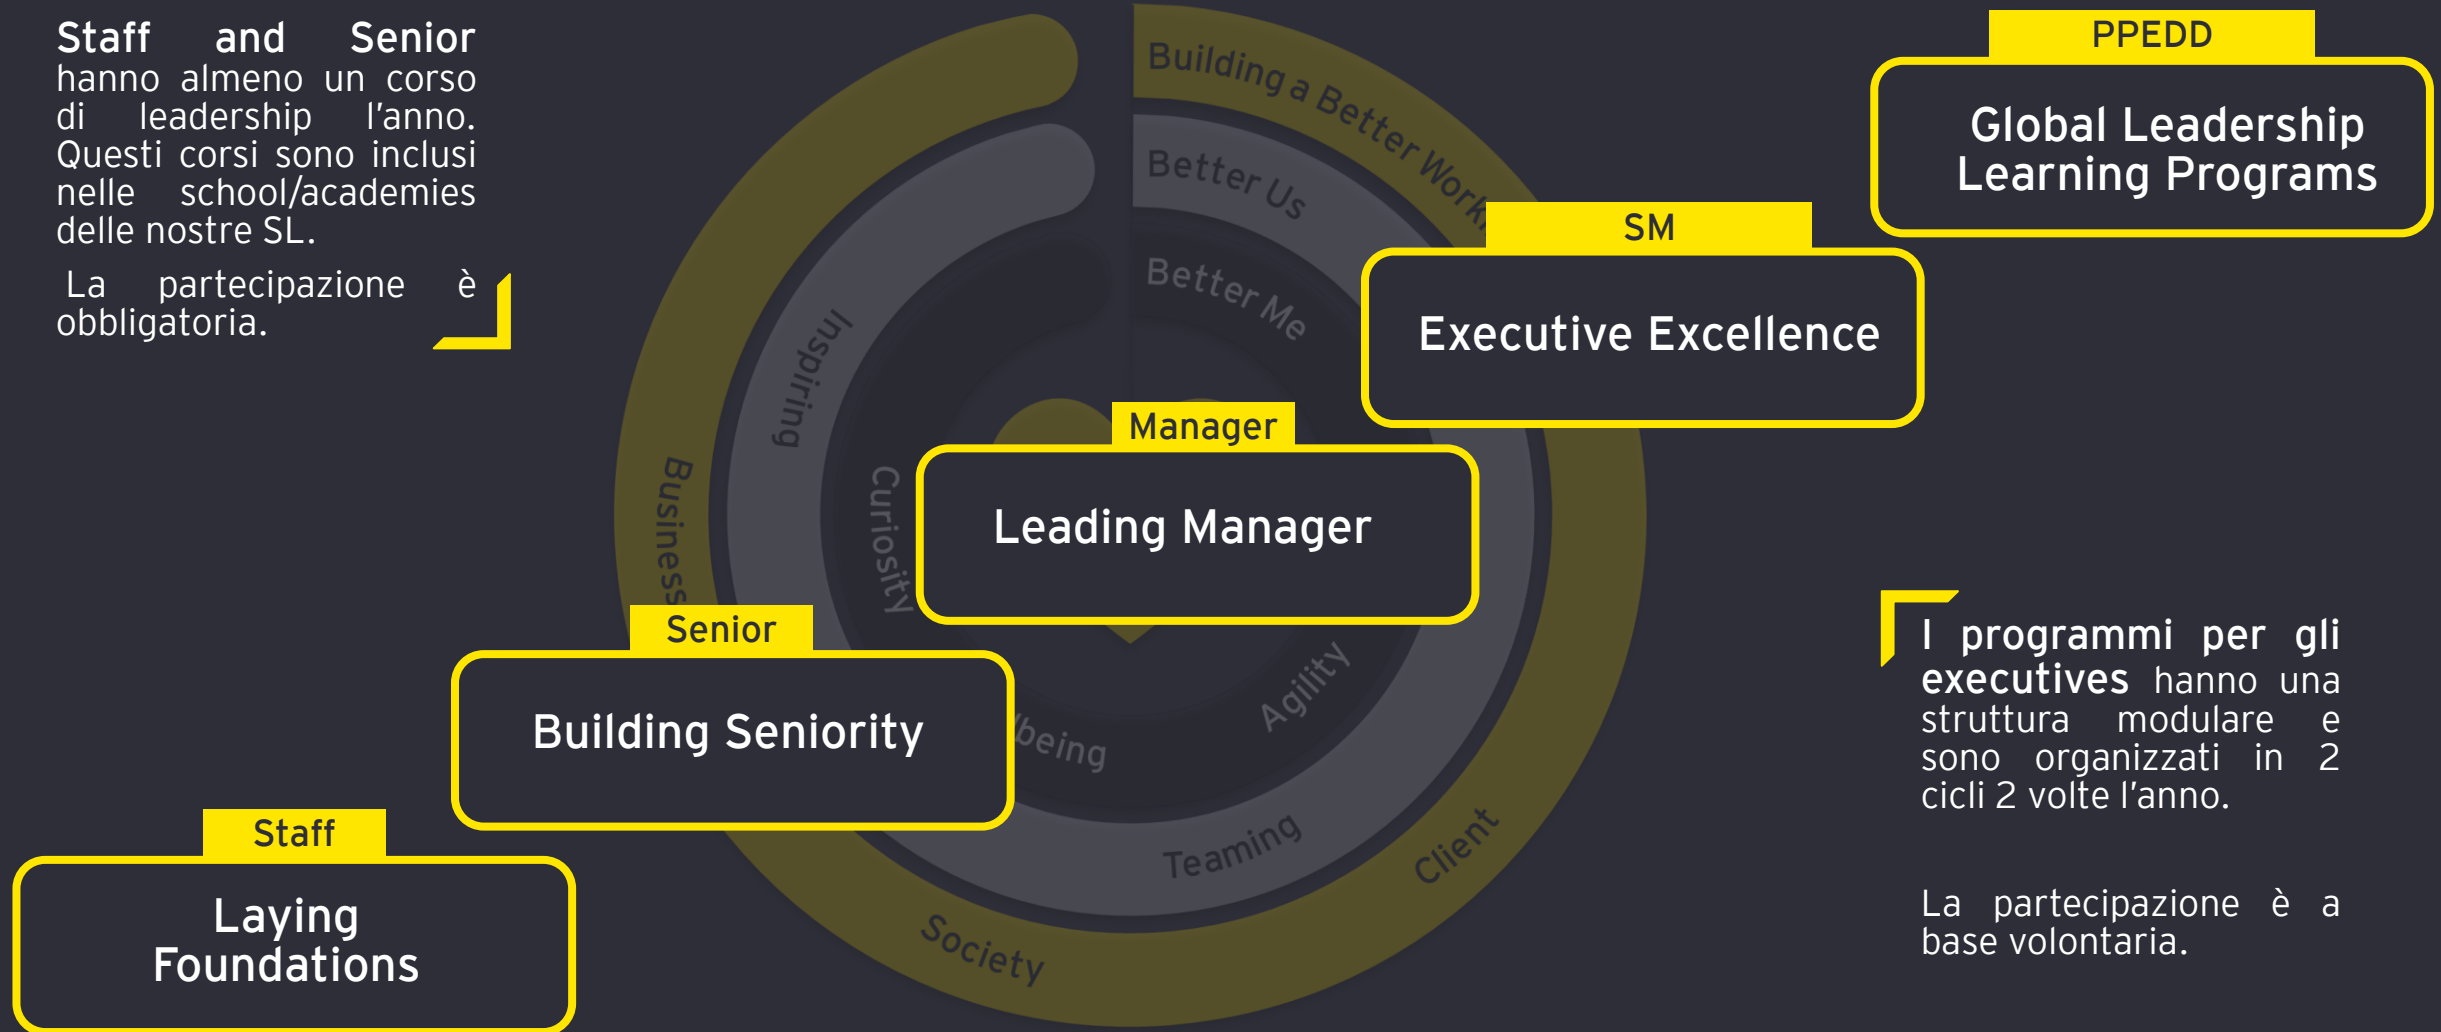 Staff and Senior
hanno almeno un corso
di leadership l'anno.
Questi corsi sono inclusi
nelle school/academies
delle nostre SL.
La partecipazione è
obbligatoria.
PPEDD
Global Leadership
Learning Programs
SM
Executive Excellence
Manager
Leading Manager
Senior
Building Seniority
Staff
Laying
Foundations
Building a Better
Better Us
Better Me
Inspiring
Curiosity
Business
Agility
Teaming
Client
Society
I programmi per gli
executives hanno una
struttura modulare e
sono organizzati in 2
cicli 2 volte l'anno.
La partecipazione è a
base volontaria.